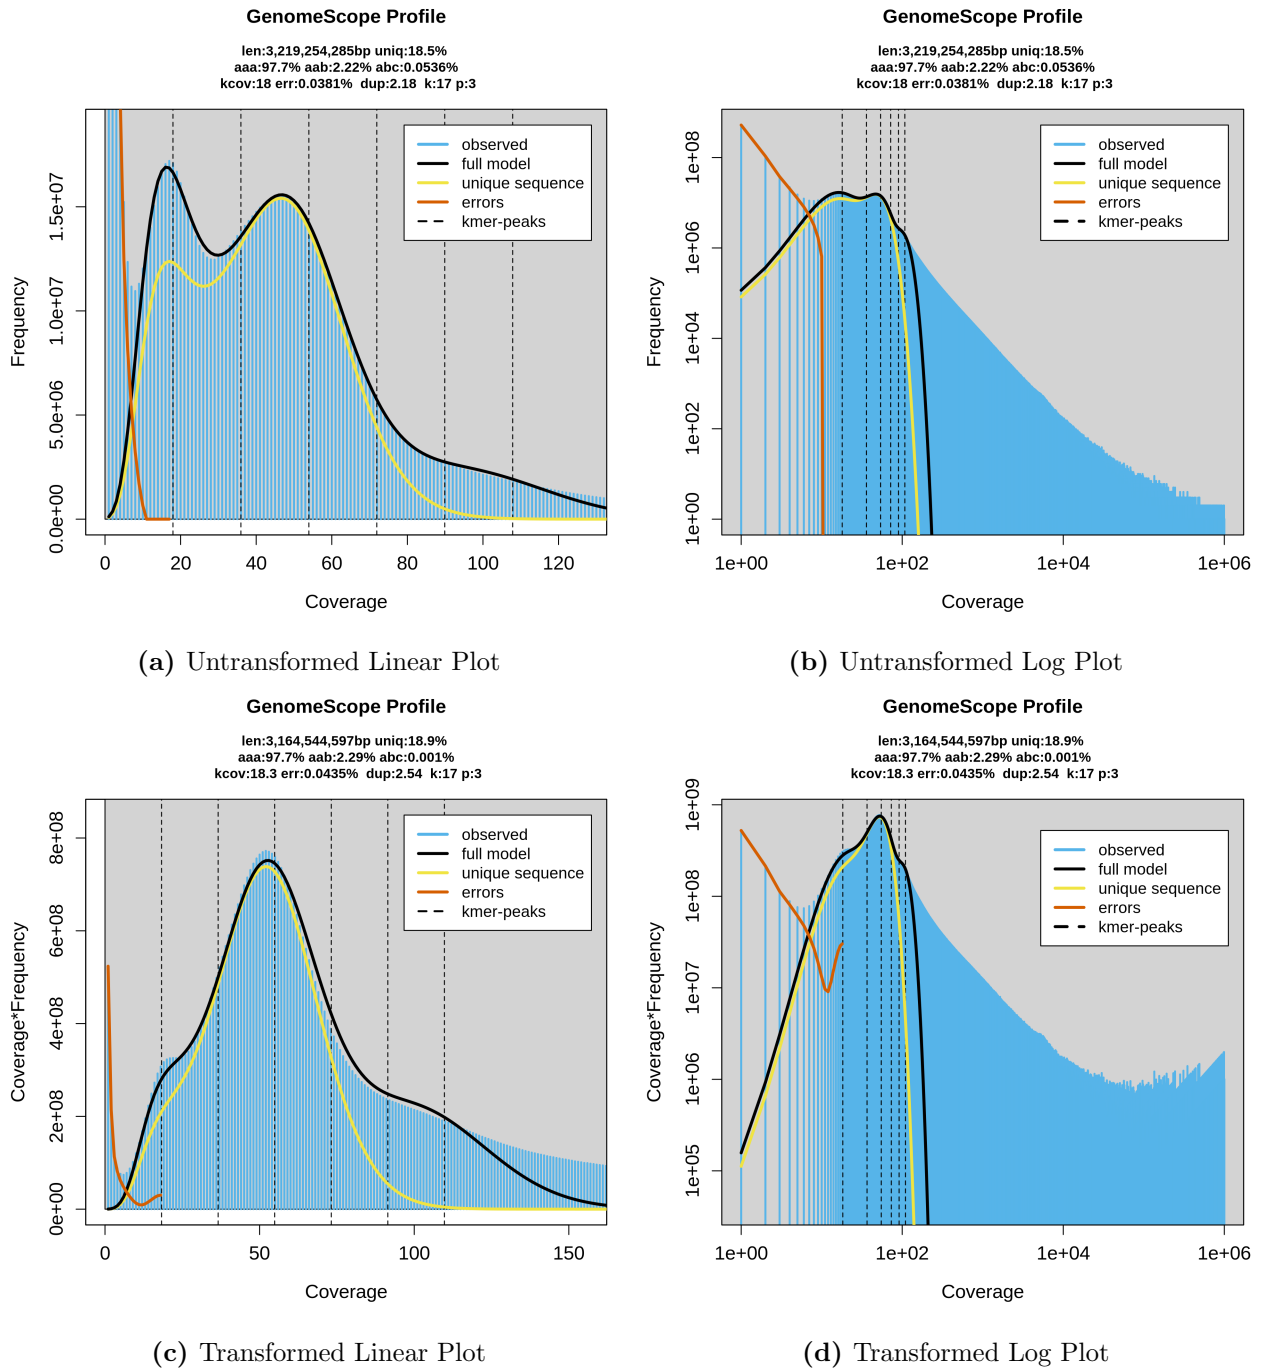 GenomeScope Profile
len:3,219,254,285bp uniq:18.5%
aaa:97.7% aab:2.22% abc:0.0536%
kcov:18 err:0.0381% dup:2.18 k:17 p:3
Frequency
0.0e+00 5.0e+06 1.0e+07 1.5e+07
observed
full model
unique sequence
errors
kmer-peaks
0 20 40 60 80 100 120
Coverage
(a) Untransformed Linear Plot
GenomeScope Profile
len:3,219,254,285bp uniq:18.5%
aaa:97.7% aab:2.22% abc:0.0536%
kcov:18 err:0.0381% dup:2.18 k:17 p:3
Frequency
1e+00 1e+02 1e+04 1e+06 1e+08
observed
full model
unique sequence
errors
kmer-peaks
1e+00 1e+02 1e+04 1e+06
Coverage
(b) Untransformed Log Plot
GenomeScope Profile
len:3,164,544,597bp uniq:18.9%
aaa:97.7% aab:2.29% abc:0.001%
kcov:18.3 err:0.0435% dup:2.54 k:17 p:3
Coverage*Frequency
0e+00 2e+08 4e+08 6e+08 8e+08
observed
full model
unique sequence
errors
kmer-peaks
0 50 100 150
Coverage
(c) Transformed Linear Plot
GenomeScope Profile
len:3,164,544,597bp uniq:18.9%
aaa:97.7% aab:2.29% abc:0.001%
kcov:18.3 err:0.0435% dup:2.54 k:17 p:3
Coverage*Frequency
1e+05 1e+06 1e+07 1e+08 1e+09
observed
full model
unique sequence
errors
kmer-peaks
1e+00 1e+02 1e+04 1e+06
Coverage
(d) Transformed Log Plot